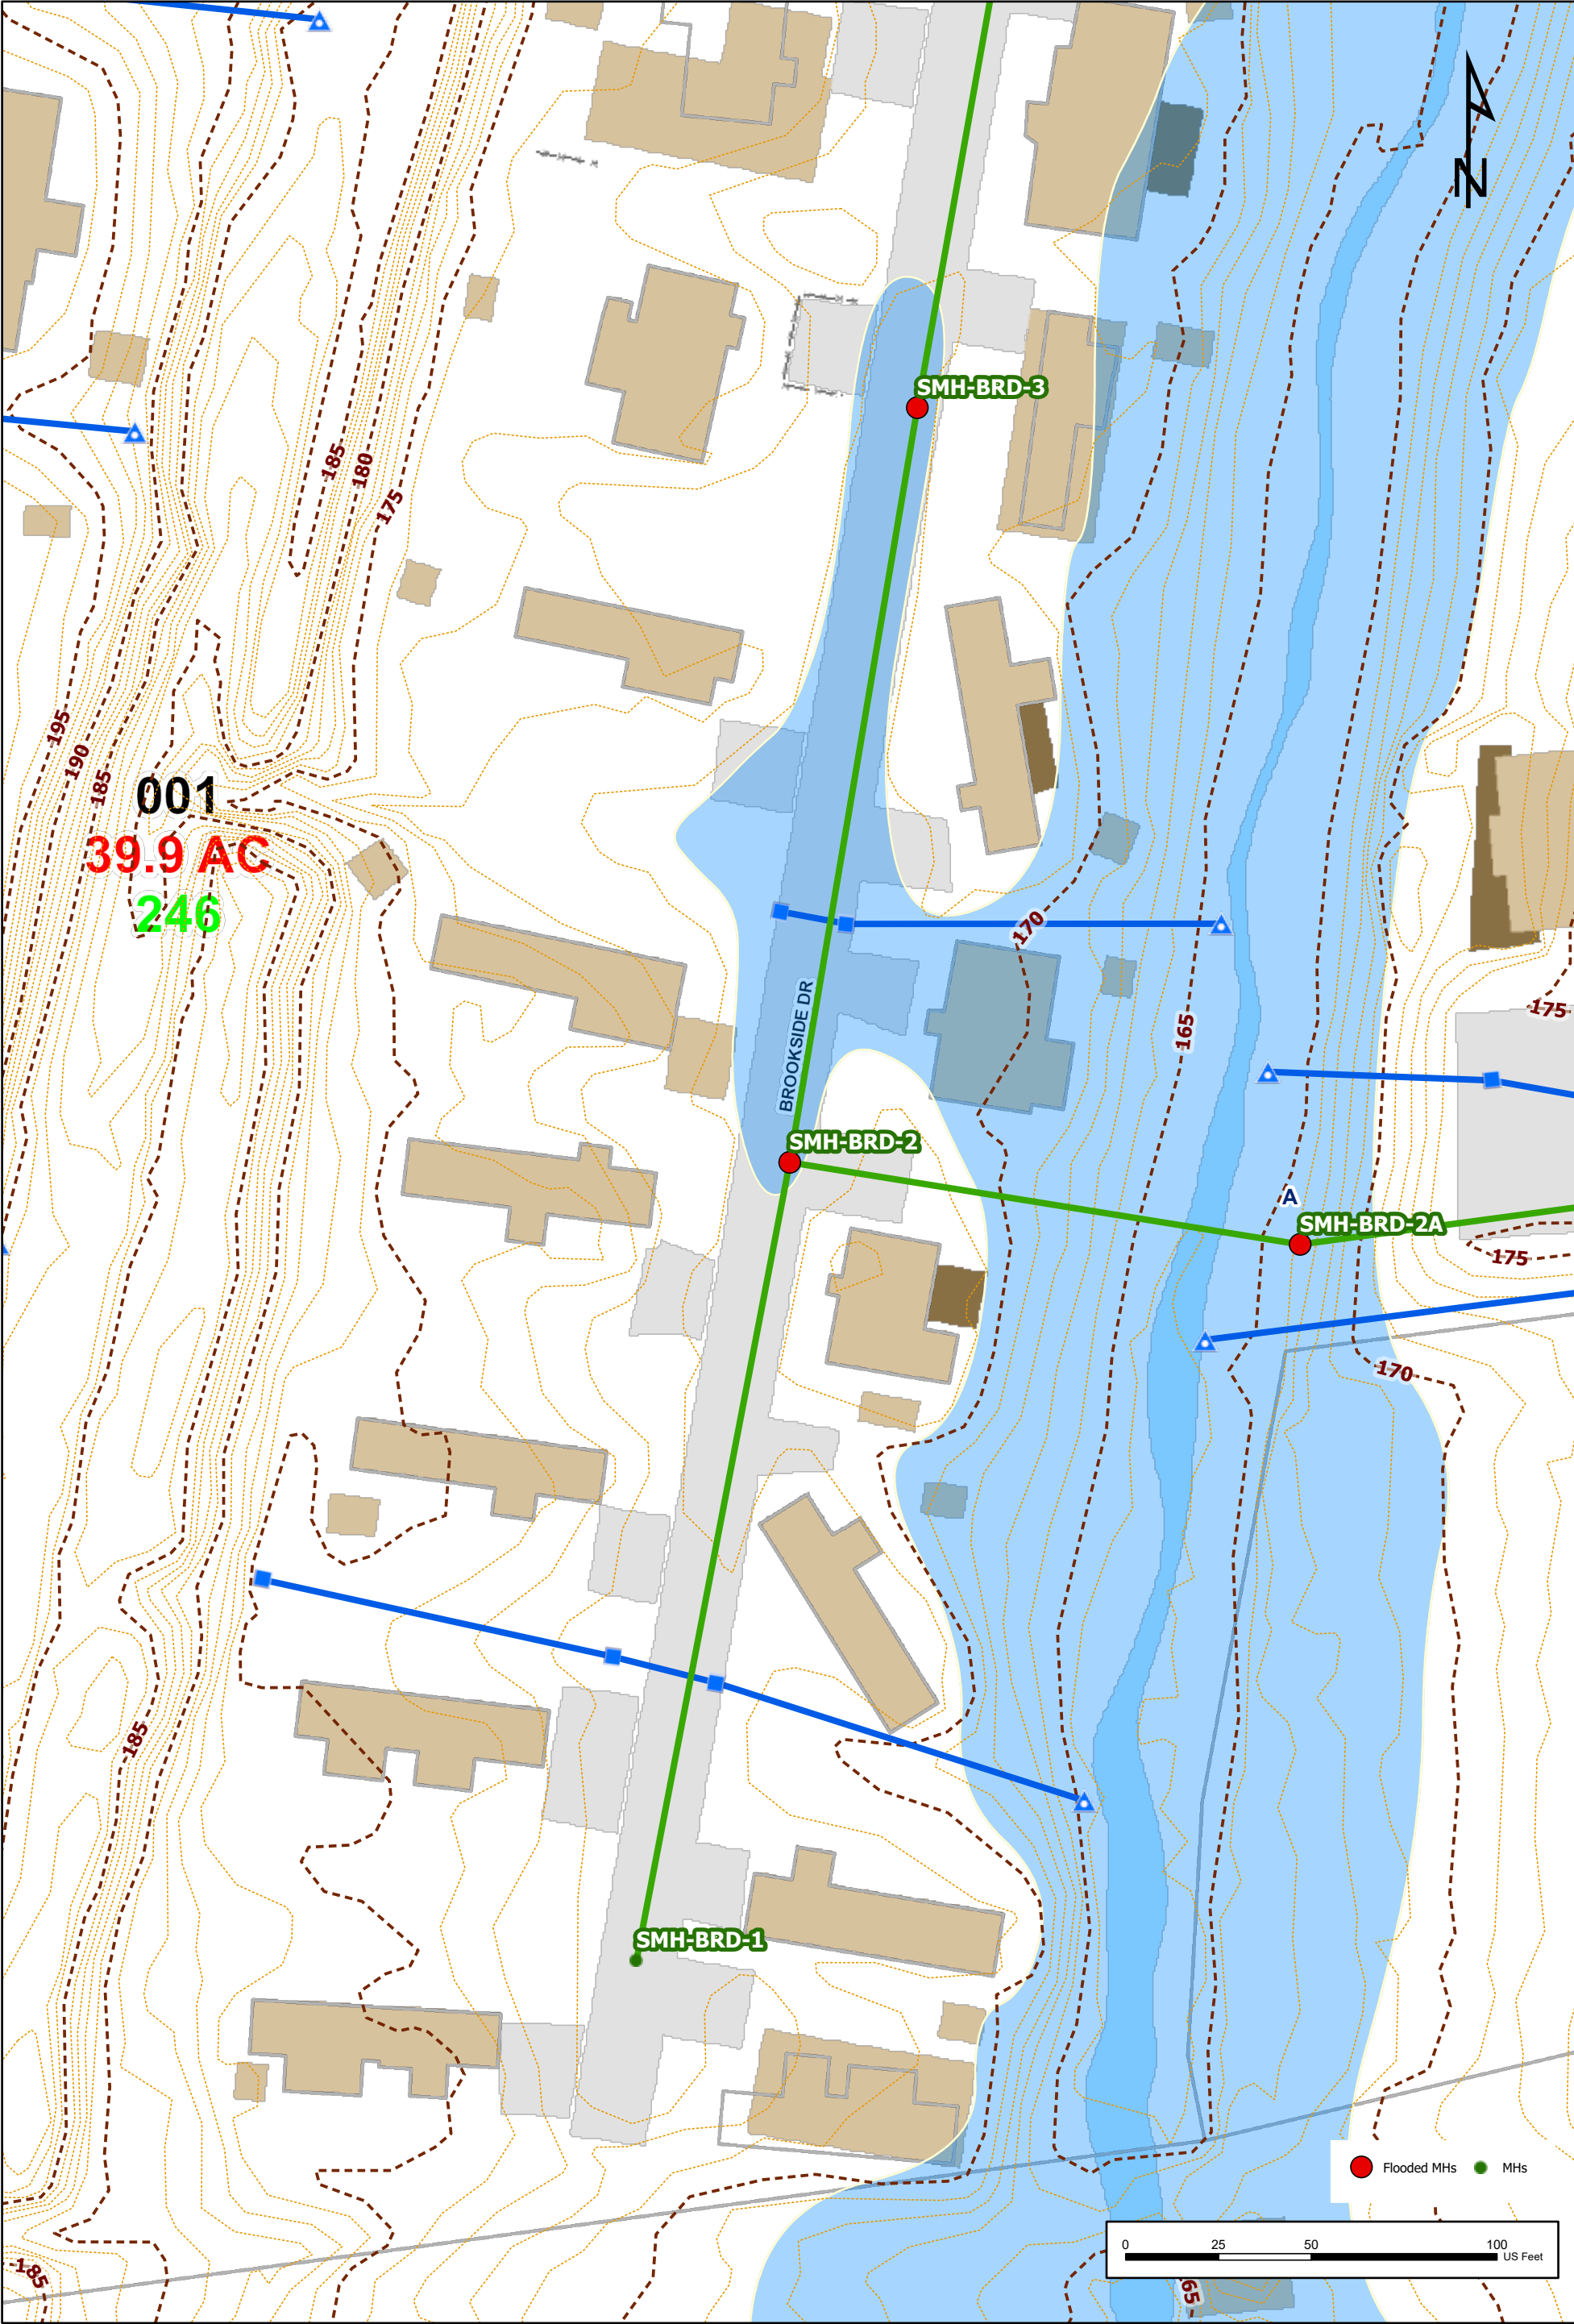 N
SMH-BRD-3
185
180
175
195
190
185
001
39.9 AC
246
170
BROOKSIDE DR
165
175
SMH-BRD-2
A
SMH-BRD-2A
175
170
185
SMH-BRD-1
Flooded MHs
MHs
0 25 50 100
US Feet
185
65